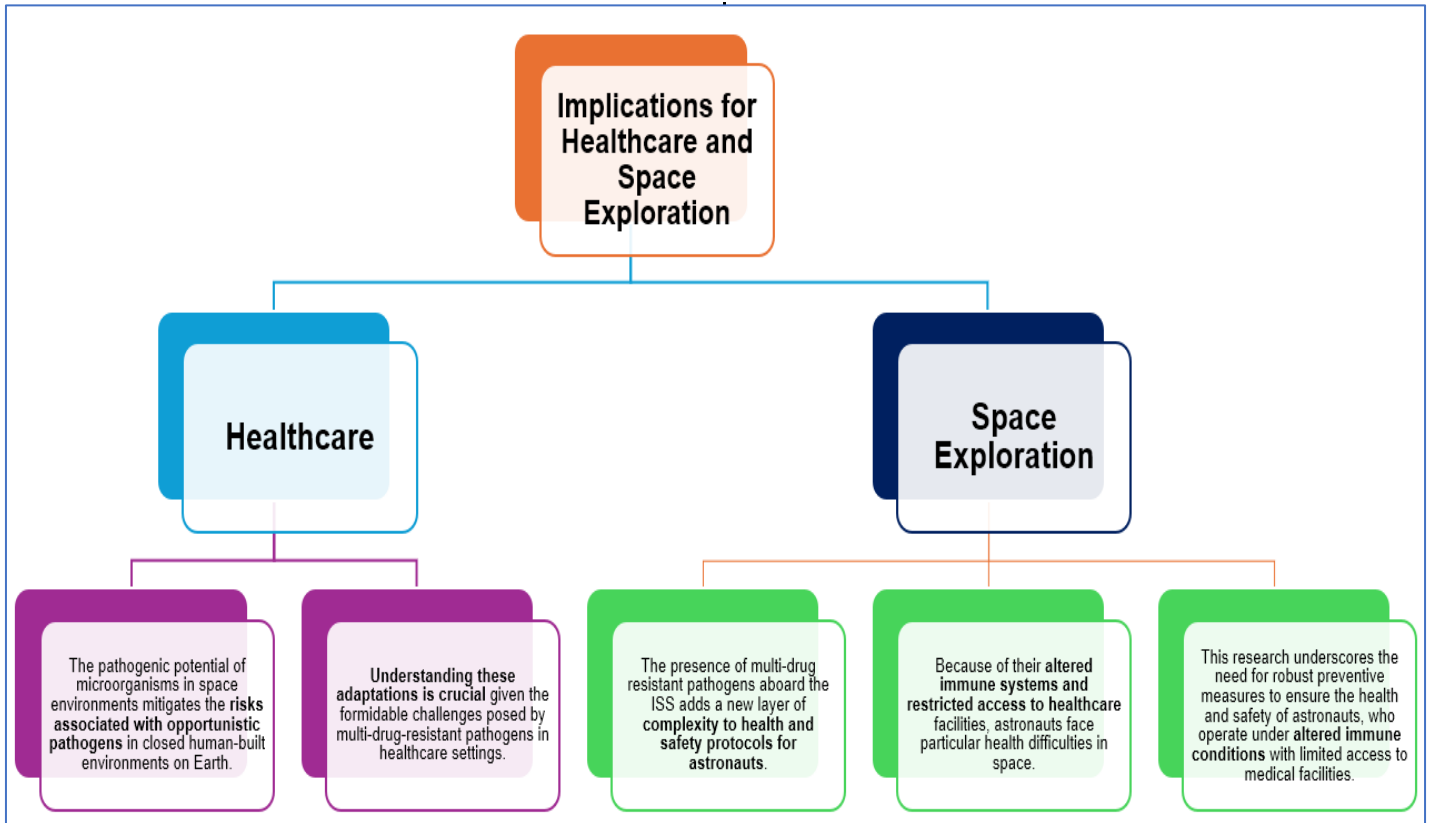 Implications for
Healthcare and
Space
Exploration
Healthcare
Space
Exploration
The pathogenic potential of
microorganisms in space
environments mitigates the risks
associated with opportunistic
pathogens in closed human-built
environments on Earth.
Understanding these
adaptations is crucial given the
formidable challenges posed by
multi-drug-resistant pathogens in
healthcare settings.
The presence of multi-drug
resistant pathogens aboard the
ISS adds a new layer of
complexity to health and
safety protocols for
astronauts.
Because of their altered
immune systems and
restricted access to healthcare
facilities, astronauts face
particular health difficulties in
space.
This research underscores the
need for robust preventive
measures to ensure the health
and safety of astronauts, who
operate under altered immune
conditions with limited access to
medical facilities.